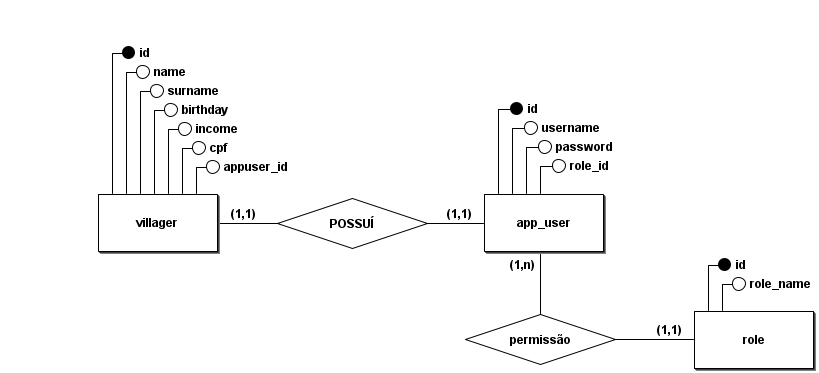 id
name
surname
birthday
income
cpf
appuser_id
villager
(1,1)
POSSUÍ
(1,1)
id
username
password
role_id
app_user
(1,n)
permissão
(1,1)
id
role_name
role